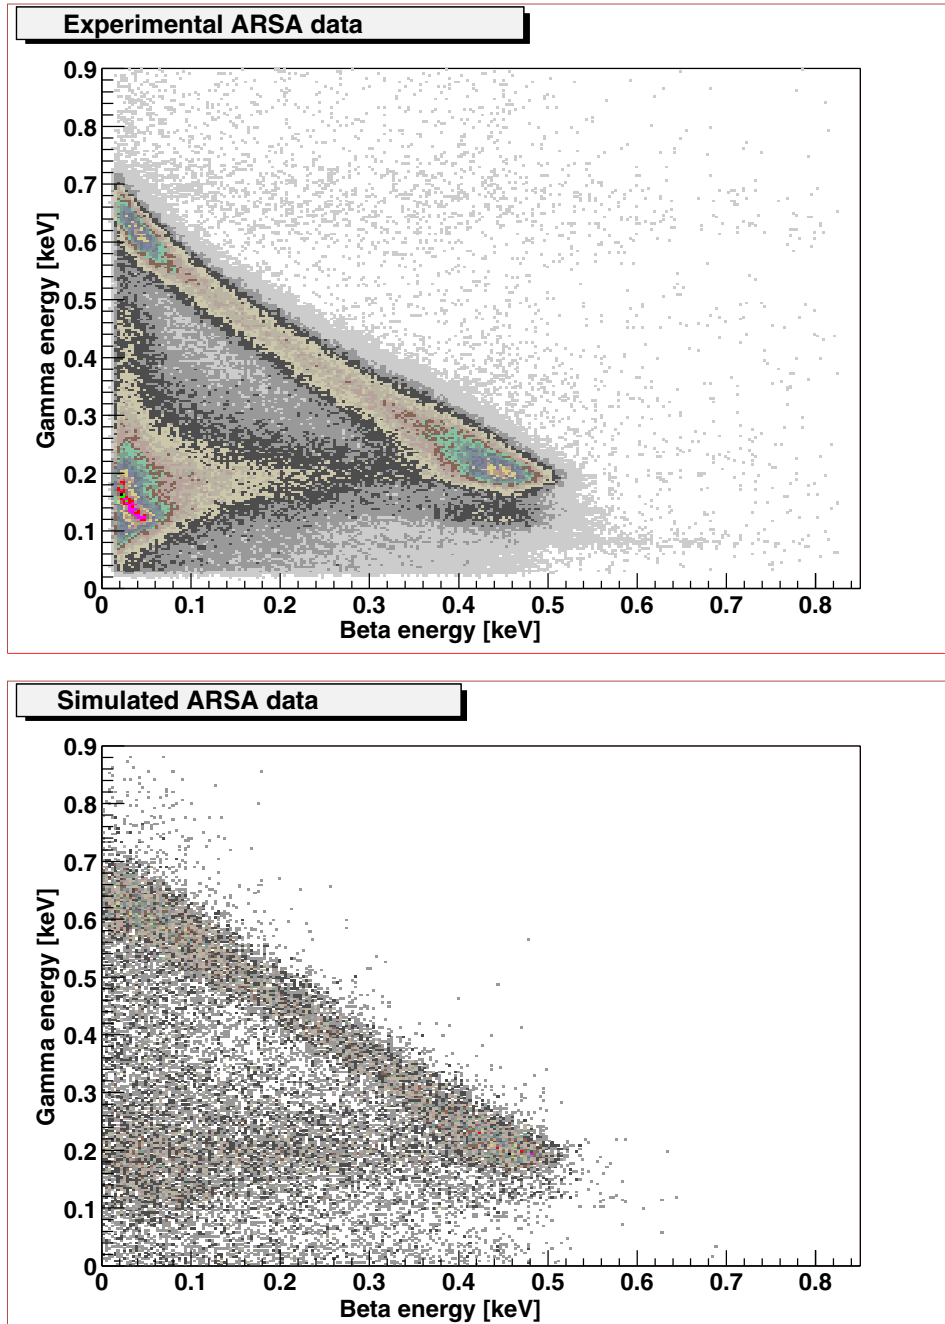 Experimental ARSA data
0.9
0.8
0.7
0.6
0.5
0.4
0.3
0.2
0.1
0
Gamma energy [keV]
0 0.1 0.2 0.3 0.4 0.5 0.6 0.7 0.8
Beta energy [keV]
Simulated ARSA data
0.9
0.8
0.7
0.6
0.5
0.4
0.3
0.2
0.1
0
Gamma energy [keV]
0 0.1 0.2 0.3 0.4 0.5 0.6 0.7 0.8
Beta energy [keV]